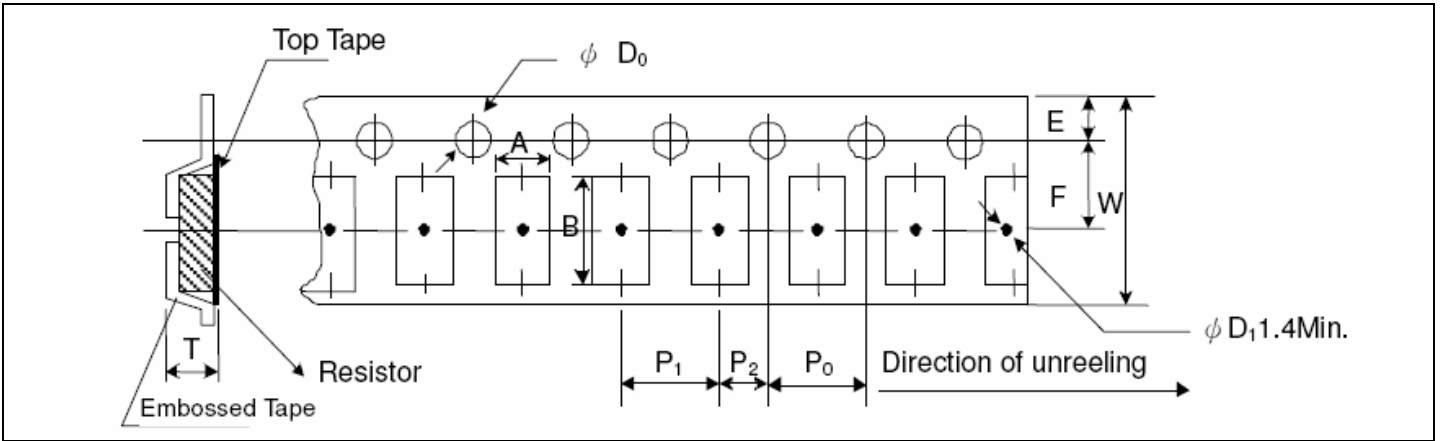 Top Tape
ϕ D₀
E
A
F
W
B
ϕ D₁1.4Min.
T
P₁
P₂
P₀
Direction of unreeling
Resistor
Embossed Tape